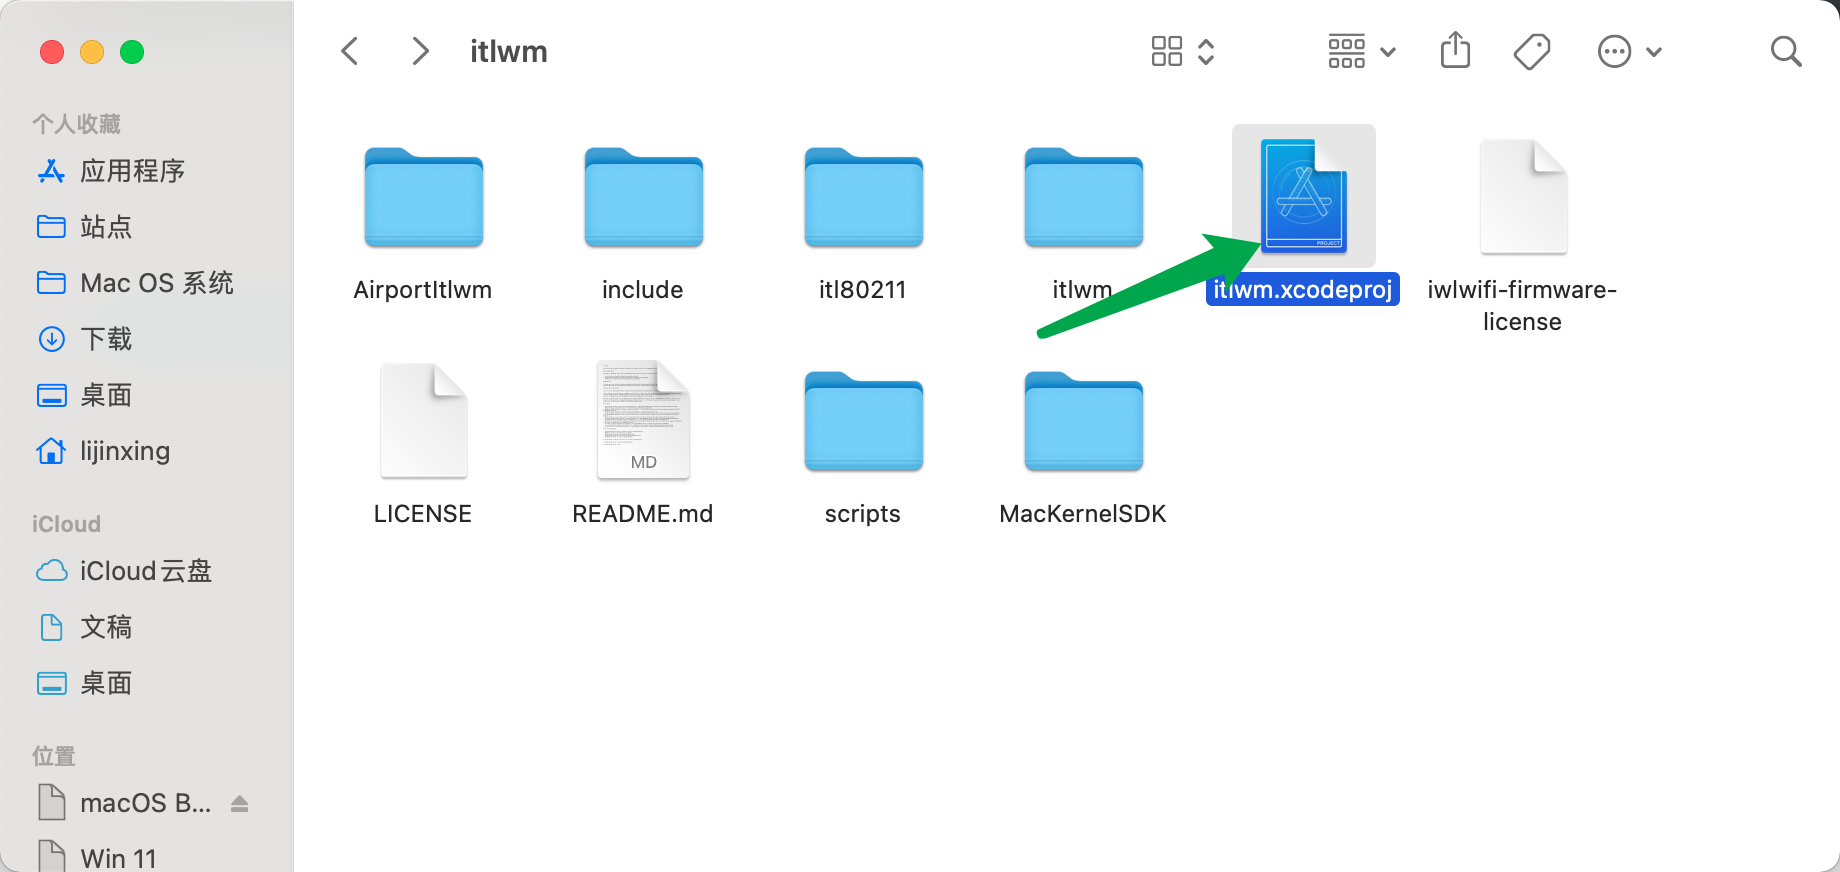 itlwm
个人收藏
应用程序
站点
Mac OS 系统
下载
桌面
lijinxing
iCloud
iCloud云盘
文稿
桌面
位置
macOS B...
Win 11
AirportItlwm
include
itl80211
itlwm
PROJECT
itlwm.xcodeproj
iwlwifi-firmware-
license
LICENSE
MD
README.md
scripts
MacKernelSDK